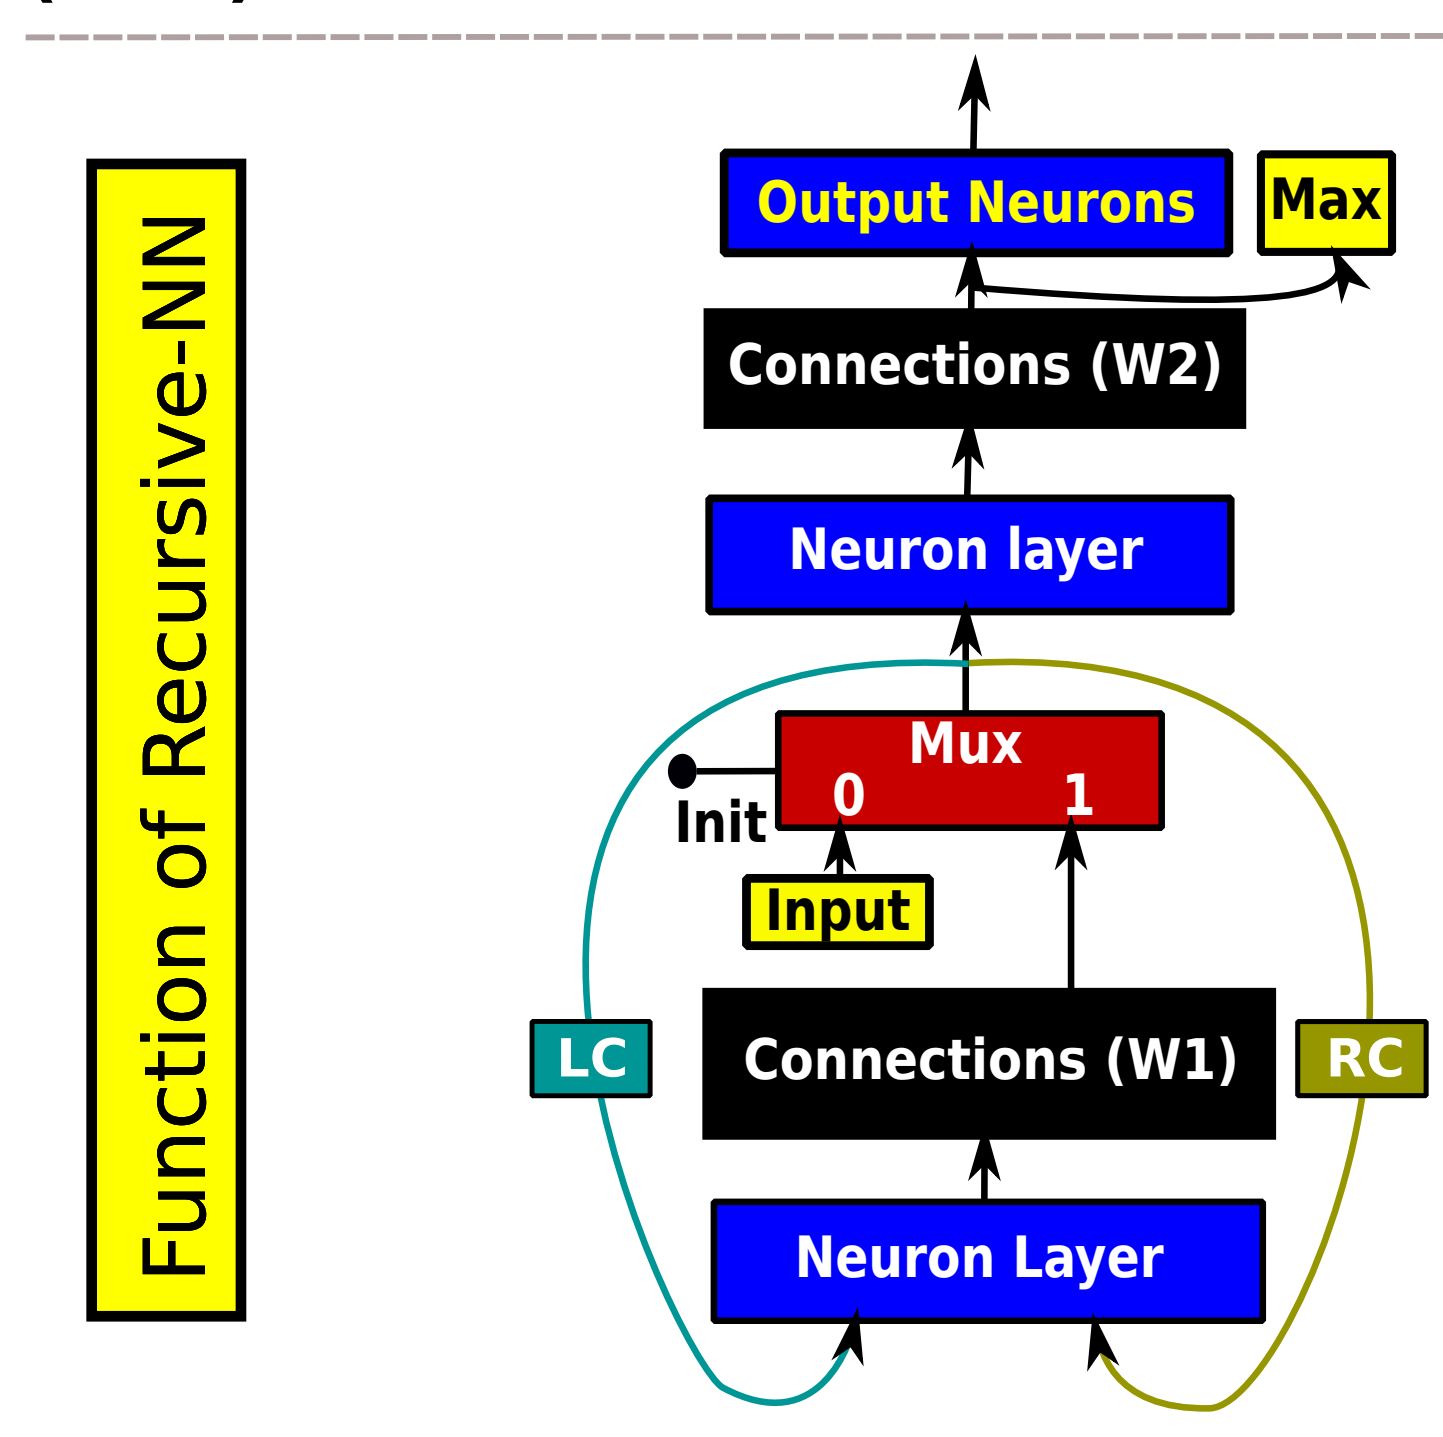 Function of Recursive-NN
Output Neurons
Max
Connections (W2)
Neuron layer
Mux
0 1
Init
Input
LC
Connections (W1)
RC
Neuron Layer